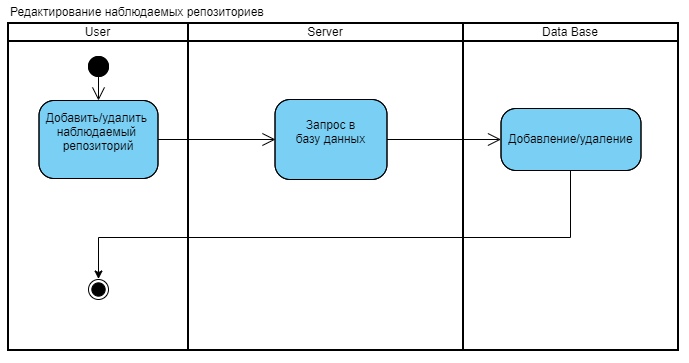 Редактирование наблюдаемых репозиториев
User
Server
Data Base
Добавить/удалить
наблюдаемый
репозиторий
Запрос в
базу данных
Добавление/удаление